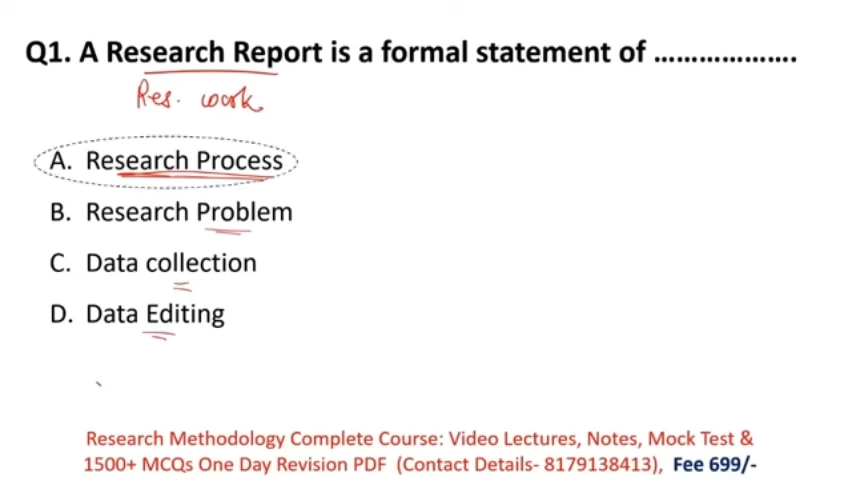 Q1. A Research Report is a formal statement of ……………….
Res. work
A. Research Process
B. Research Problem
C. Data collection
D. Data Editing
Research Methodology Complete Course: Video Lectures, Notes, Mock Test &
1500+ MCQs One Day Revision PDF (Contact Details- 8179138413), Fee 699/-